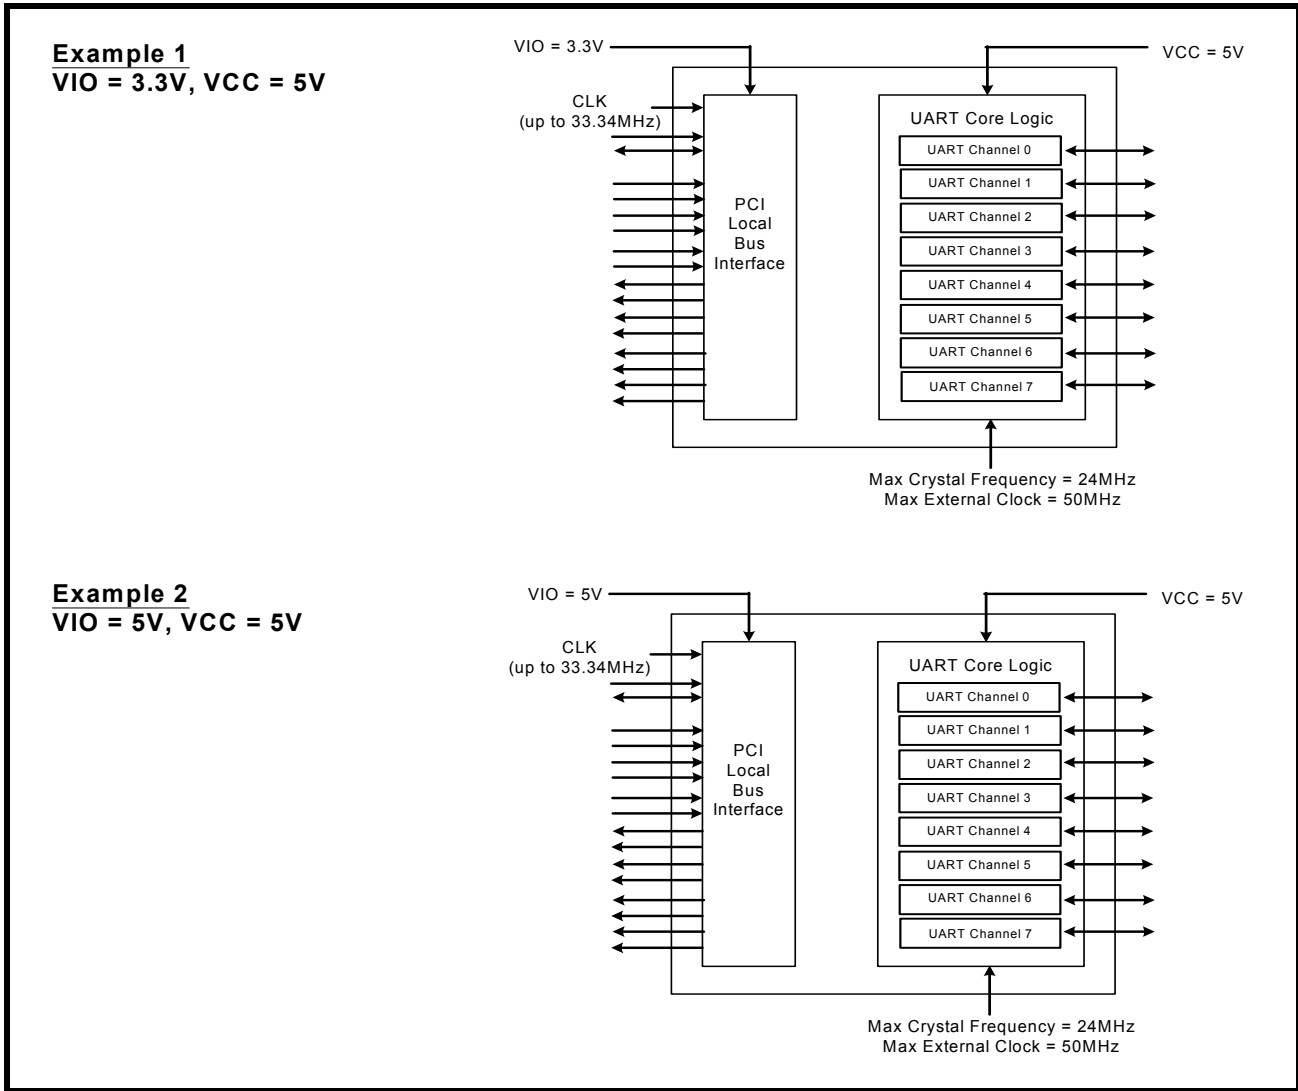 Example 1
VIO = 3.3V, VCC = 5V
VIO = 3.3V
VCC = 5V
CLK
(up to 33.34MHz)
PCI
Local
Bus
Interface
UART Core Logic
UART Channel 0
UART Channel 1
UART Channel 2
UART Channel 3
UART Channel 4
UART Channel 5
UART Channel 6
UART Channel 7
Max Crystal Frequency = 24MHz
Max External Clock = 50MHz
Example 2
VIO = 5V, VCC = 5V
VIO = 5V
VCC = 5V
CLK
(up to 33.34MHz)
PCI
Local
Bus
Interface
UART Core Logic
UART Channel 0
UART Channel 1
UART Channel 2
UART Channel 3
UART Channel 4
UART Channel 5
UART Channel 6
UART Channel 7
Max Crystal Frequency = 24MHz
Max External Clock = 50MHz